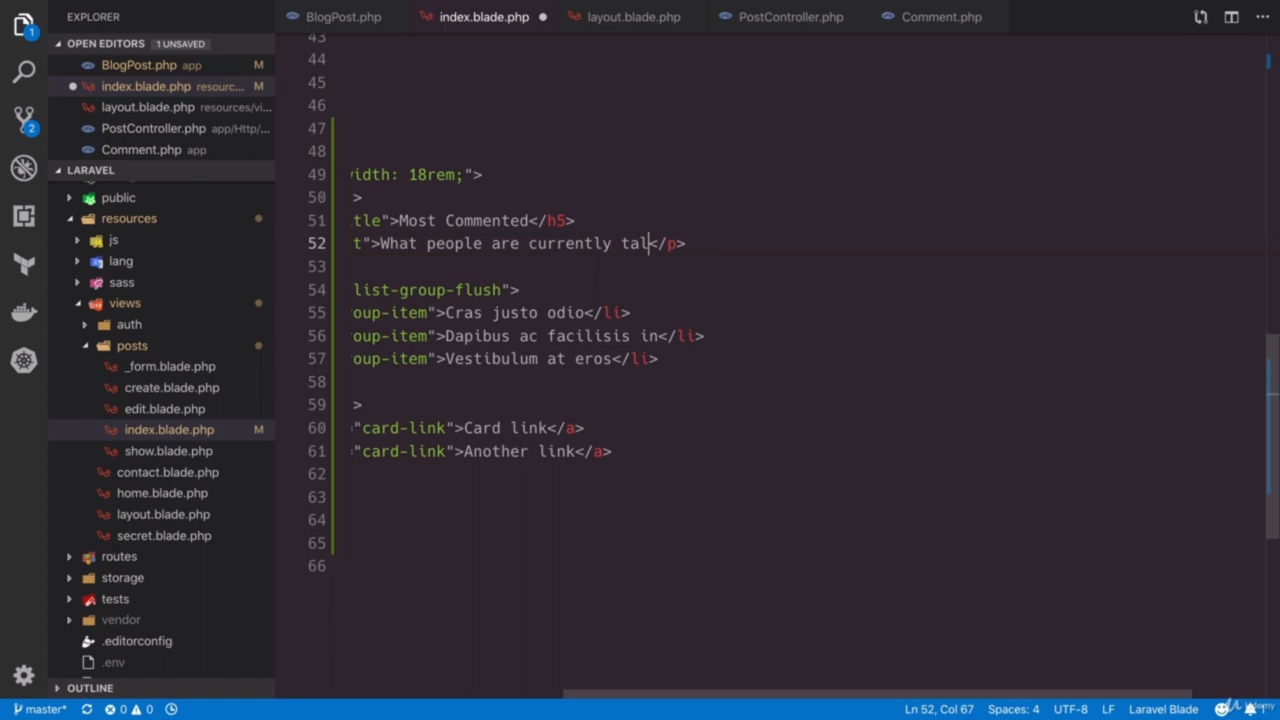 EXPLORER
BlogPost.php
index.blade.php
layout.blade.php
PostController.php
Comment.php
1
OPEN EDITORS 1 UNSAVED
BlogPost.php app M
index.blade.php resourc... M
layout.blade.php resources/vi...
PostController.php app/Http/...
Comment.php app
2
LARAVEL
public
resources
js
lang
sass
views
auth
posts
_form.blade.php
create.blade.php
edit.blade.php
index.blade.php M
show.blade.php
contact.blade.php
home.blade.php
layout.blade.php
secret.blade.php
routes
storage
tests
vendor
.editorconfig
.env
OUTLINE
43
44
45
46
47
48
49 idth: 18rem;">
50 >
51 tle">Most Commented</h5>
52 t">What people are currently tal</p>
53
54 list-group-flush">
55 oup-item">Cras justo odio</li>
56 oup-item">Dapibus ac facilisis in</li>
57 oup-item">Vestibulum at eros</li>
58
59 >
60 "card-link">Card link</a>
61 "card-link">Another link</a>
62
63
64
65
66
master* 0 0 Ln 52, Col 67 Spaces: 4 UTF-8 LF Laravel Blade 1
Udemy